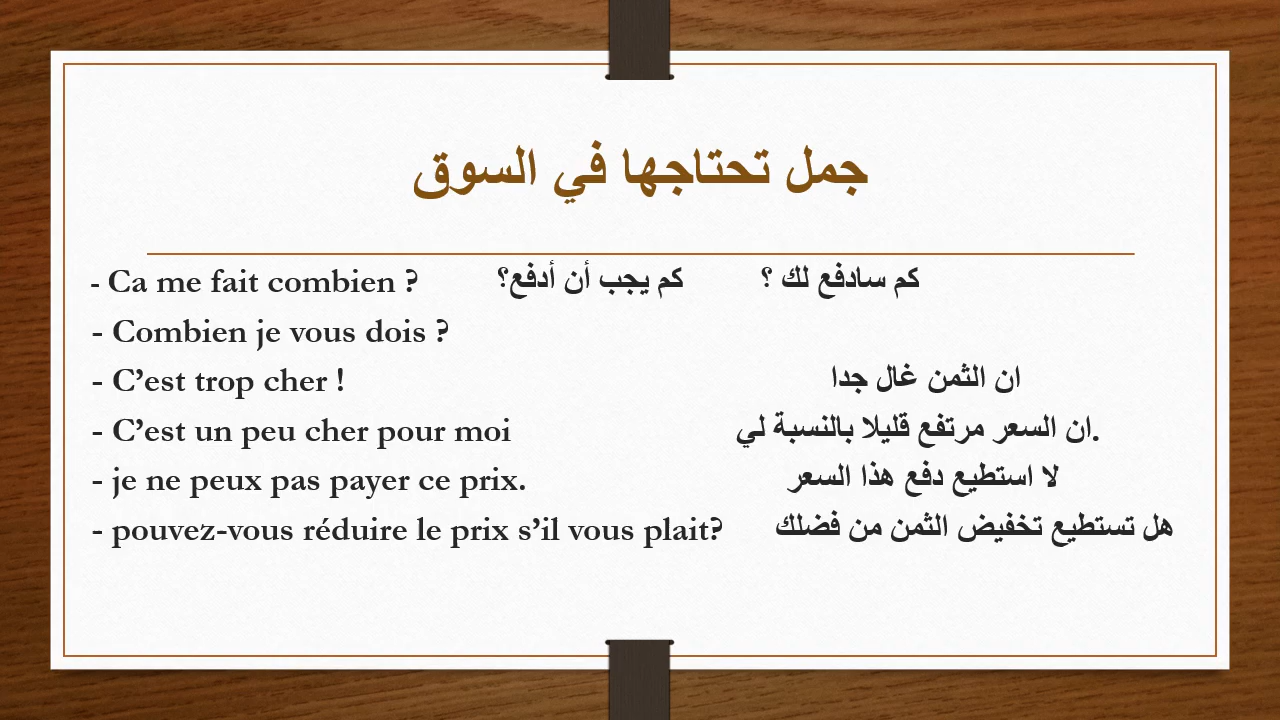 جمل تحتاجها في السوق
- Ca me fait combien ? كم يجب أن أدفع؟ كم سادفع لك ؟
- Combien je vous dois ?
- C’est trop cher ! ان الثمن غال جدا
- C’est un peu cher pour moi ان السعر مرتفع قليلا بالنسبة لي.
- je ne peux pas payer ce prix. لا استطيع دفع هذا السعر
- pouvez-vous réduire le prix s’il vous plait? هل تستطيع تخفيض الثمن من فضلك